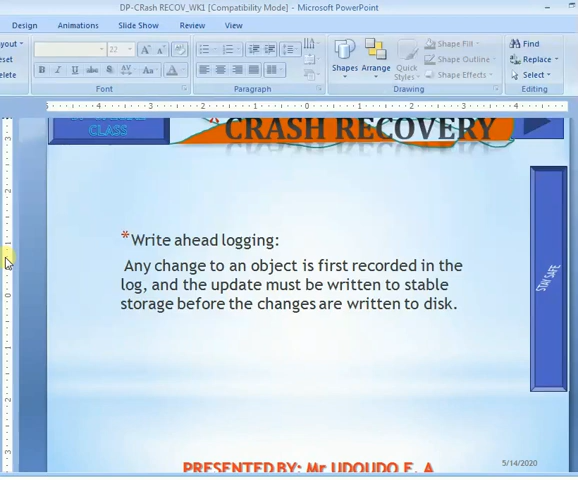 DP-CRash RECOV_WK1 [Compatibility Mode] - Microsoft PowerPoint
Design Animations Slide Show Review View
Shapes Arrange Quick Styles Shape Fill Shape Outline Shape Effects
Find
Replace
Select
Font Paragraph Drawing Editing
CLASS
CRASH RECOVERY
*Write ahead logging:
Any change to an object is first recorded in the
log, and the update must be written to stable
storage before the changes are written to disk.
STAY SAFE
PRESENTED BY: Mr UDOUDO E. A
5/14/2020